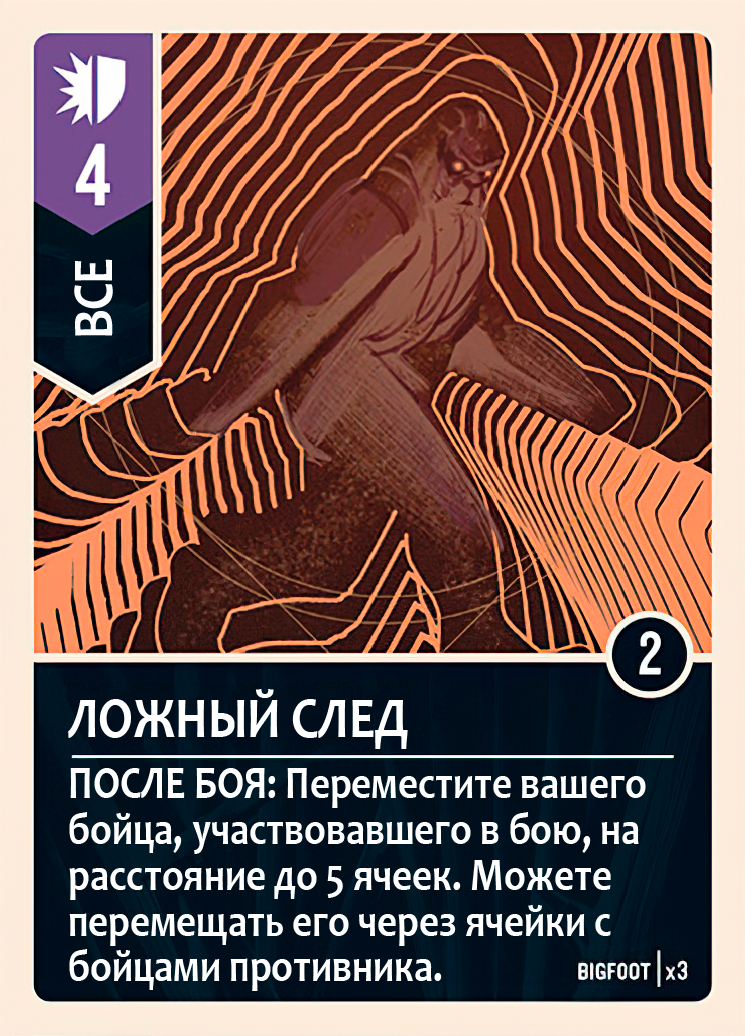 4
ВСЕ
2
ЛОЖНЫЙ СЛЕД
ПОСЛЕ БОЯ: Переместите вашего
бойца, участвовавшего в бою, на
расстояние до 5 ячеек. Можете
перемещать его через ячейки с
бойцами противника.
BIGFOOT | x3